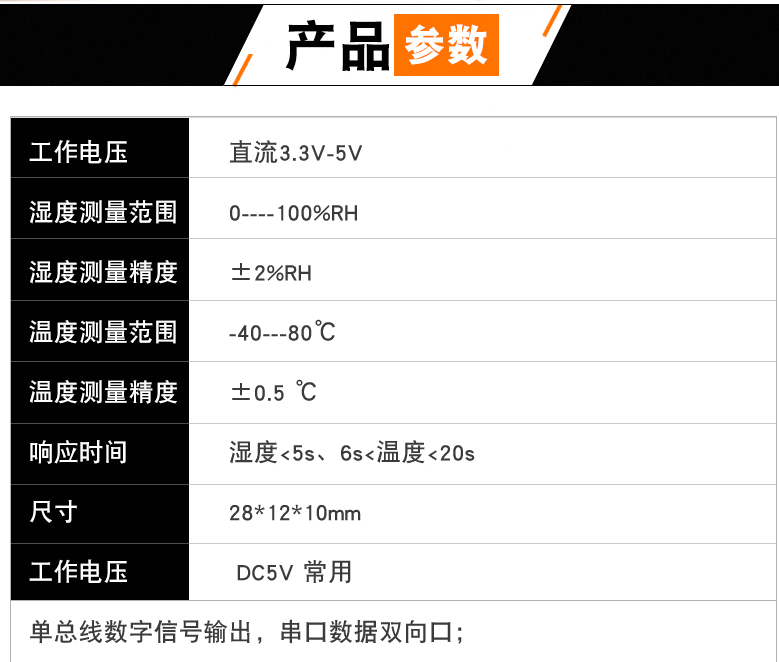 产品参数
工作电压 直流3.3V-5V
湿度测量范围 0----100%RH
湿度测量精度 ±2%RH
温度测量范围 -40---80℃
温度测量精度 ±0.5 ℃
响应时间 湿度<5s、6s<温度<20s
尺寸 28*12*10mm
工作电压 DC5V 常用
单总线数字信号输出，串口数据双向口；